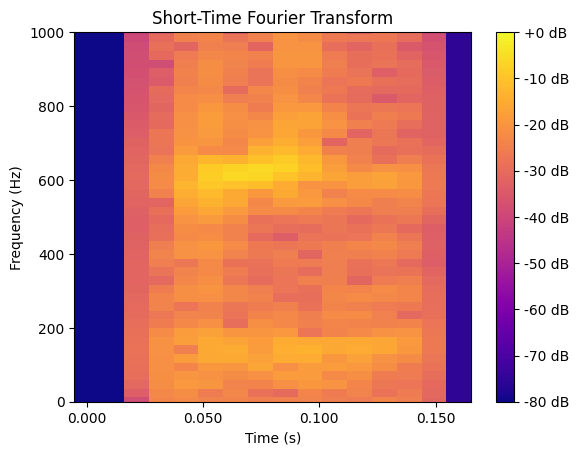 Short-Time Fourier Transform
1000
800
600
400
200
0
Frequency (Hz)
0.000
0.050
0.100
0.150
Time (s)
+0 dB
-10 dB
-20 dB
-30 dB
-40 dB
-50 dB
-60 dB
-70 dB
-80 dB